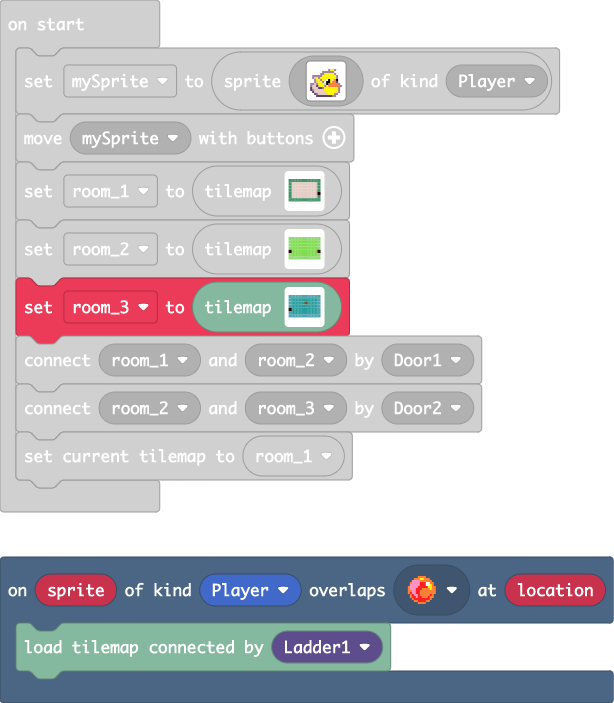 on start
set mySprite to sprite of kind Player
move mySprite with buttons
set room_1 to tilemap
set room_2 to tilemap
set room_3 to tilemap
connect room_1 and room_2 by Door1
connect room_2 and room_3 by Door2
set current tilemap to room_1
on sprite of kind Player overlaps at location
load tilemap connected by Ladder1